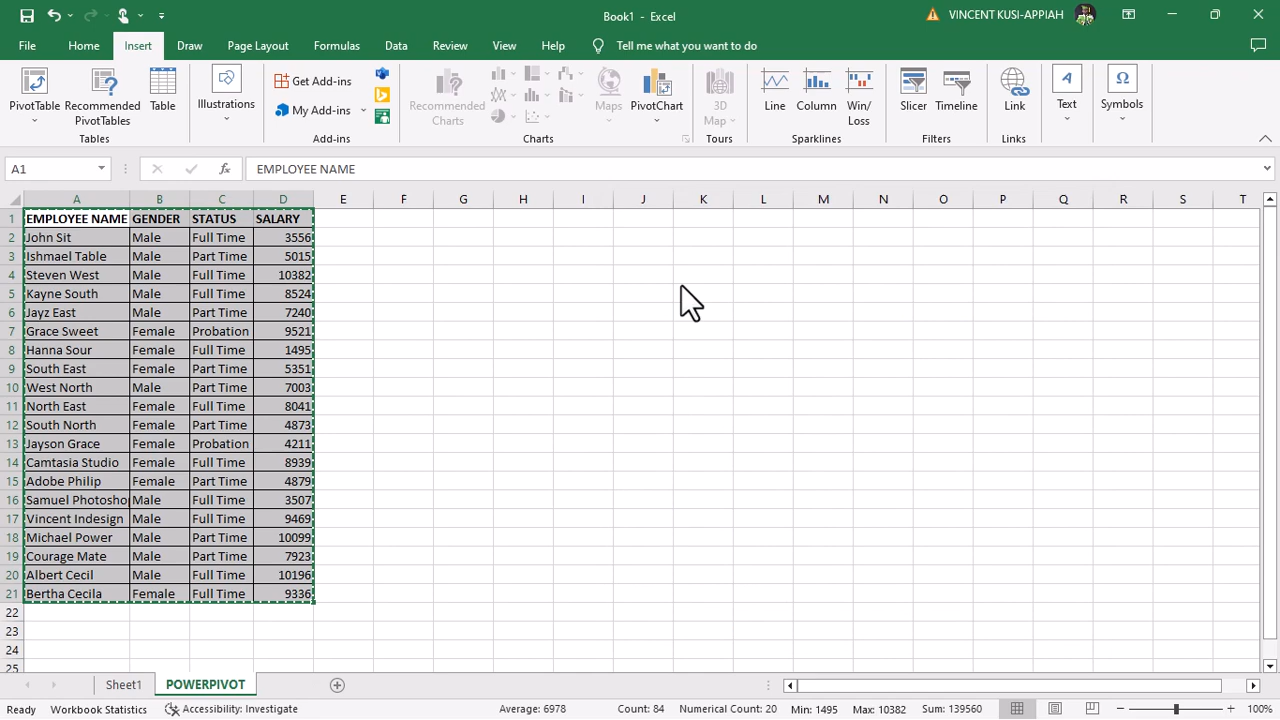 Book1 - Excel
VINCENT KUSI-APPIAH
File Home Insert Draw Page Layout Formulas Data Review View Help Tell me what you want to do
PivotTable
Recommended PivotTables
Table
Tables
Illustrations
Get Add-ins
My Add-ins
Add-ins
Recommended Charts
Maps
PivotChart
Charts
3D Map
Tours
Line
Column
Win/ Loss
Sparklines
Slicer
Timeline
Filters
Link
Links
Text
Symbols
A1 fx EMPLOYEE NAME
A B C D E F G H I J K L M N O P Q R S T
1 EMPLOYEE NAME GENDER STATUS SALARY
2 John Sit Male Full Time 3556
3 Ishmael Table Male Part Time 5015
4 Steven West Male Full Time 10382
5 Kayne South Male Full Time 8524
6 Jayz East Male Part Time 7240
7 Grace Sweet Female Probation 9521
8 Hanna Sour Female Full Time 1495
9 South East Female Part Time 5351
10 West North Male Part Time 7003
11 North East Female Full Time 8041
12 South North Female Part Time 4873
13 Jayson Grace Female Probation 4211
14 Camtasia Studio Female Full Time 8939
15 Adobe Philip Female Part Time 4879
16 Samuel Photosho Male Full Time 3507
17 Vincent Indesign Male Full Time 9469
18 Michael Power Male Part Time 10099
19 Courage Mate Male Part Time 7923
20 Albert Cecil Male Full Time 10196
21 Bertha Cecila Female Full Time 9336
22
23
24
25
Sheet1 POWERPIVOT
Ready Workbook Statistics Accessibility: Investigate Average: 6978 Count: 84 Numerical Count: 20 Min: 1495 Max: 10382 Sum: 139560 100%